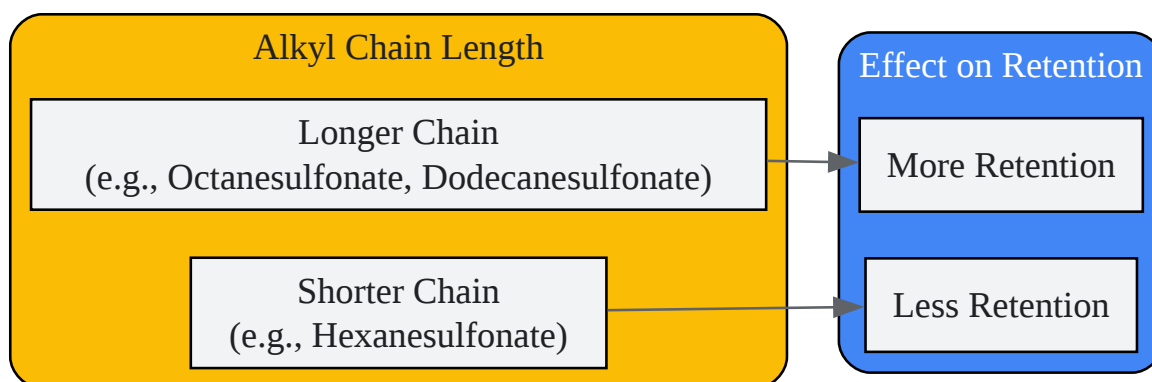 Alkyl Chain Length
Longer Chain
(e.g., Octanesulfonate, Dodecanesulfonate)
Shorter Chain
(e.g., Hexanesulfonate)
Effect on Retention
More Retention
Less Retention